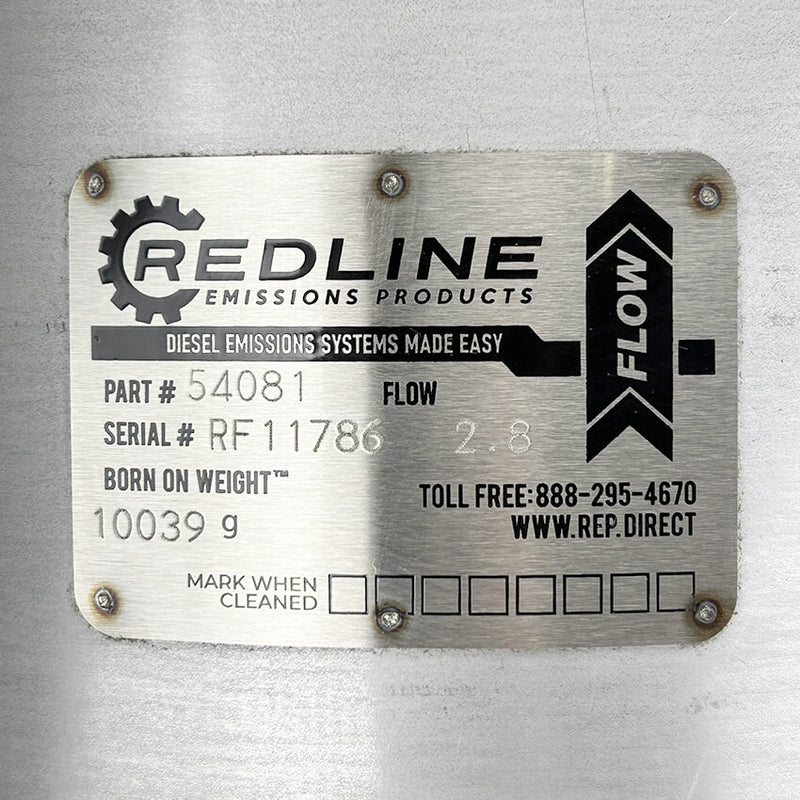 REDLINE
EMISSIONS PRODUCTS
DIESEL EMISSIONS SYSTEMS MADE EASY
FLOW
PART # 54081 FLOW
SERIAL # RF11786 2.8
BORN ON WEIGHT™
10039 g
TOLL FREE: 888-295-4670
WWW.REP.DIRECT
MARK WHEN
CLEANED